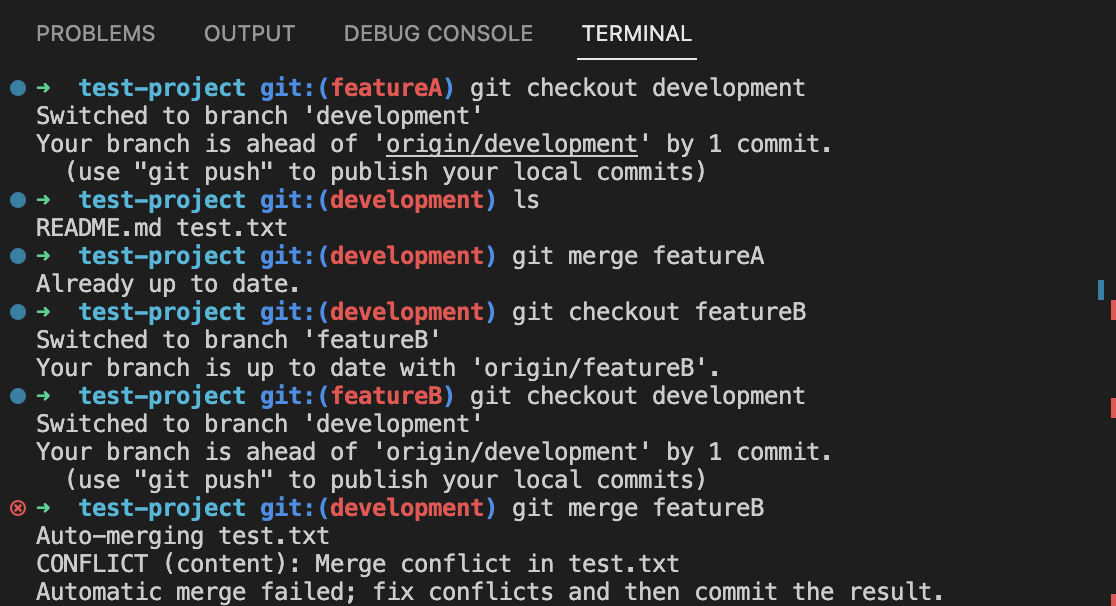 PROBLEMS OUTPUT DEBUG CONSOLE TERMINAL
➜ test-project git:(featureA) git checkout development
Switched to branch 'development'
Your branch is ahead of 'origin/development' by 1 commit.
(use "git push" to publish your local commits)
➜ test-project git:(development) ls
README.md test.txt
➜ test-project git:(development) git merge featureA
Already up to date.
➜ test-project git:(development) git checkout featureB
Switched to branch 'featureB'
Your branch is up to date with 'origin/featureB'.
➜ test-project git:(featureB) git checkout development
Switched to branch 'development'
Your branch is ahead of 'origin/development' by 1 commit.
(use "git push" to publish your local commits)
➜ test-project git:(development) git merge featureB
Auto-merging test.txt
CONFLICT (content): Merge conflict in test.txt
Automatic merge failed; fix conflicts and then commit the result.